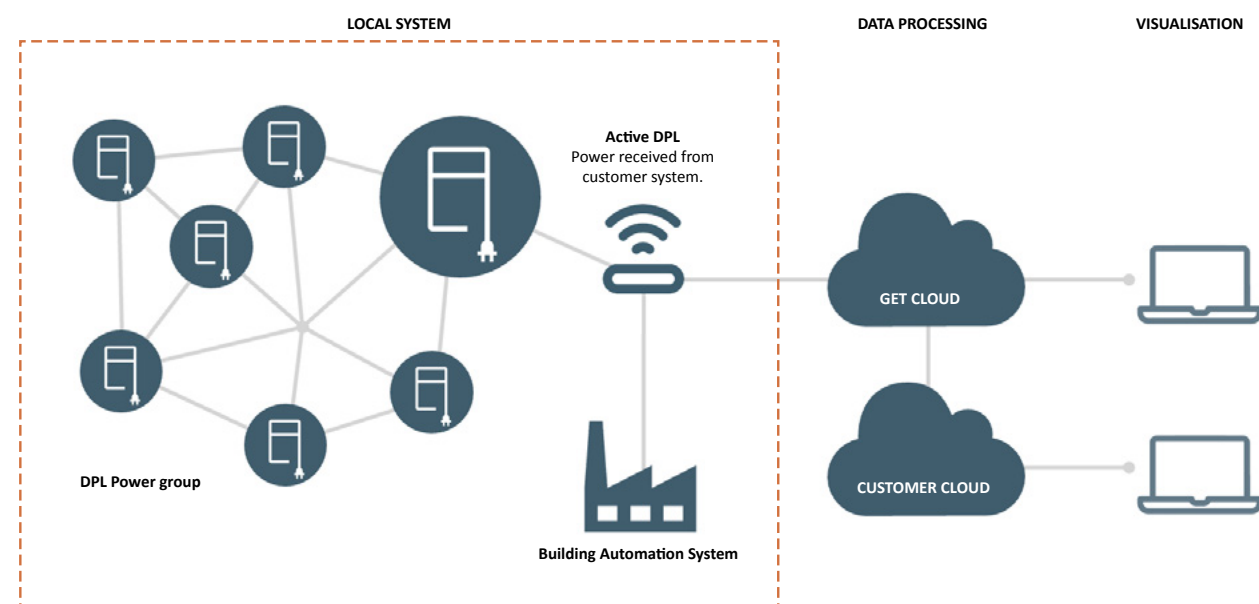 LOCAL SYSTEM
DATA PROCESSING
VISUALISATION
Active DPL
Power received from
customer system.
GET CLOUD
DPL Power group
CUSTOMER CLOUD
Building Automation System